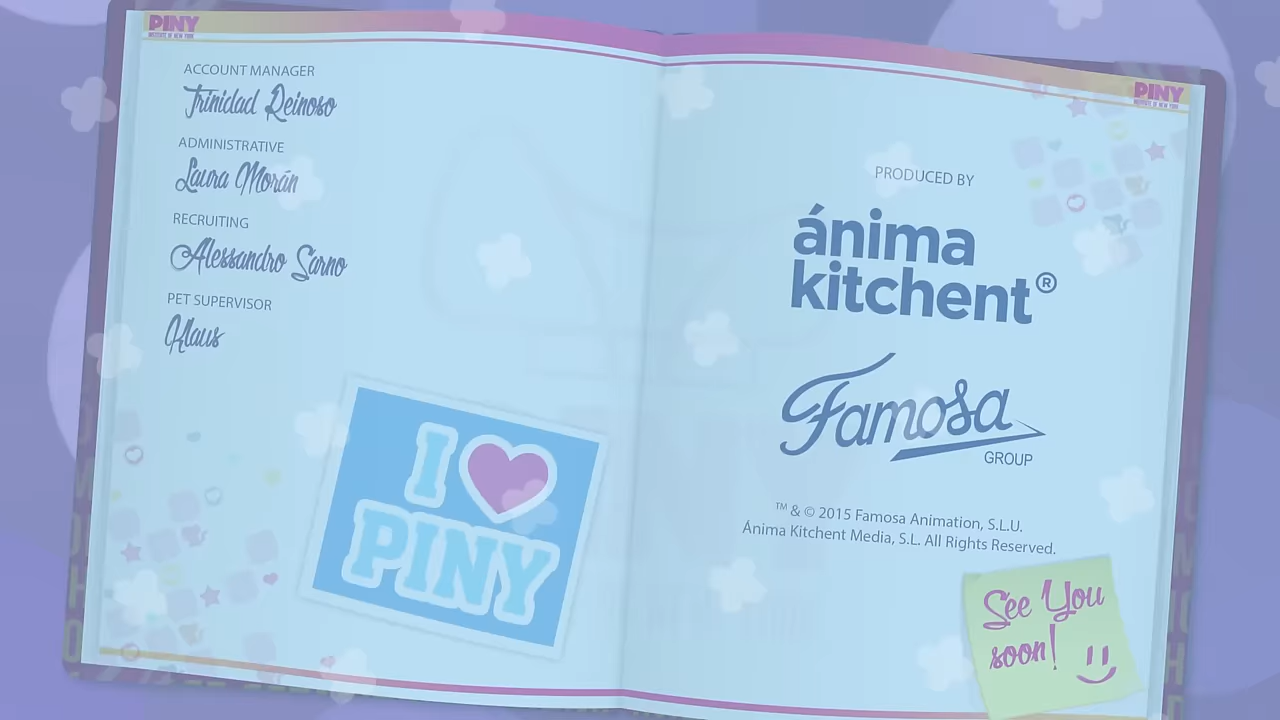 PINY
INSTITUTE OF NEW YORK
ACCOUNT MANAGER
Trinidad Reinoso
ADMINISTRATIVE
Laura Morán
RECRUITING
Alessandro Sarno
PET SUPERVISOR
Klaus
I
PINY
PINY
INSTITUTE OF NEW YORK
PRODUCED BY
ánima
kitchent®
Famosa
GROUP
™ & © 2015 Famosa Animation, S.L.U.
Ánima Kitchent Media, S.L. All Rights Reserved.
See You
soon!